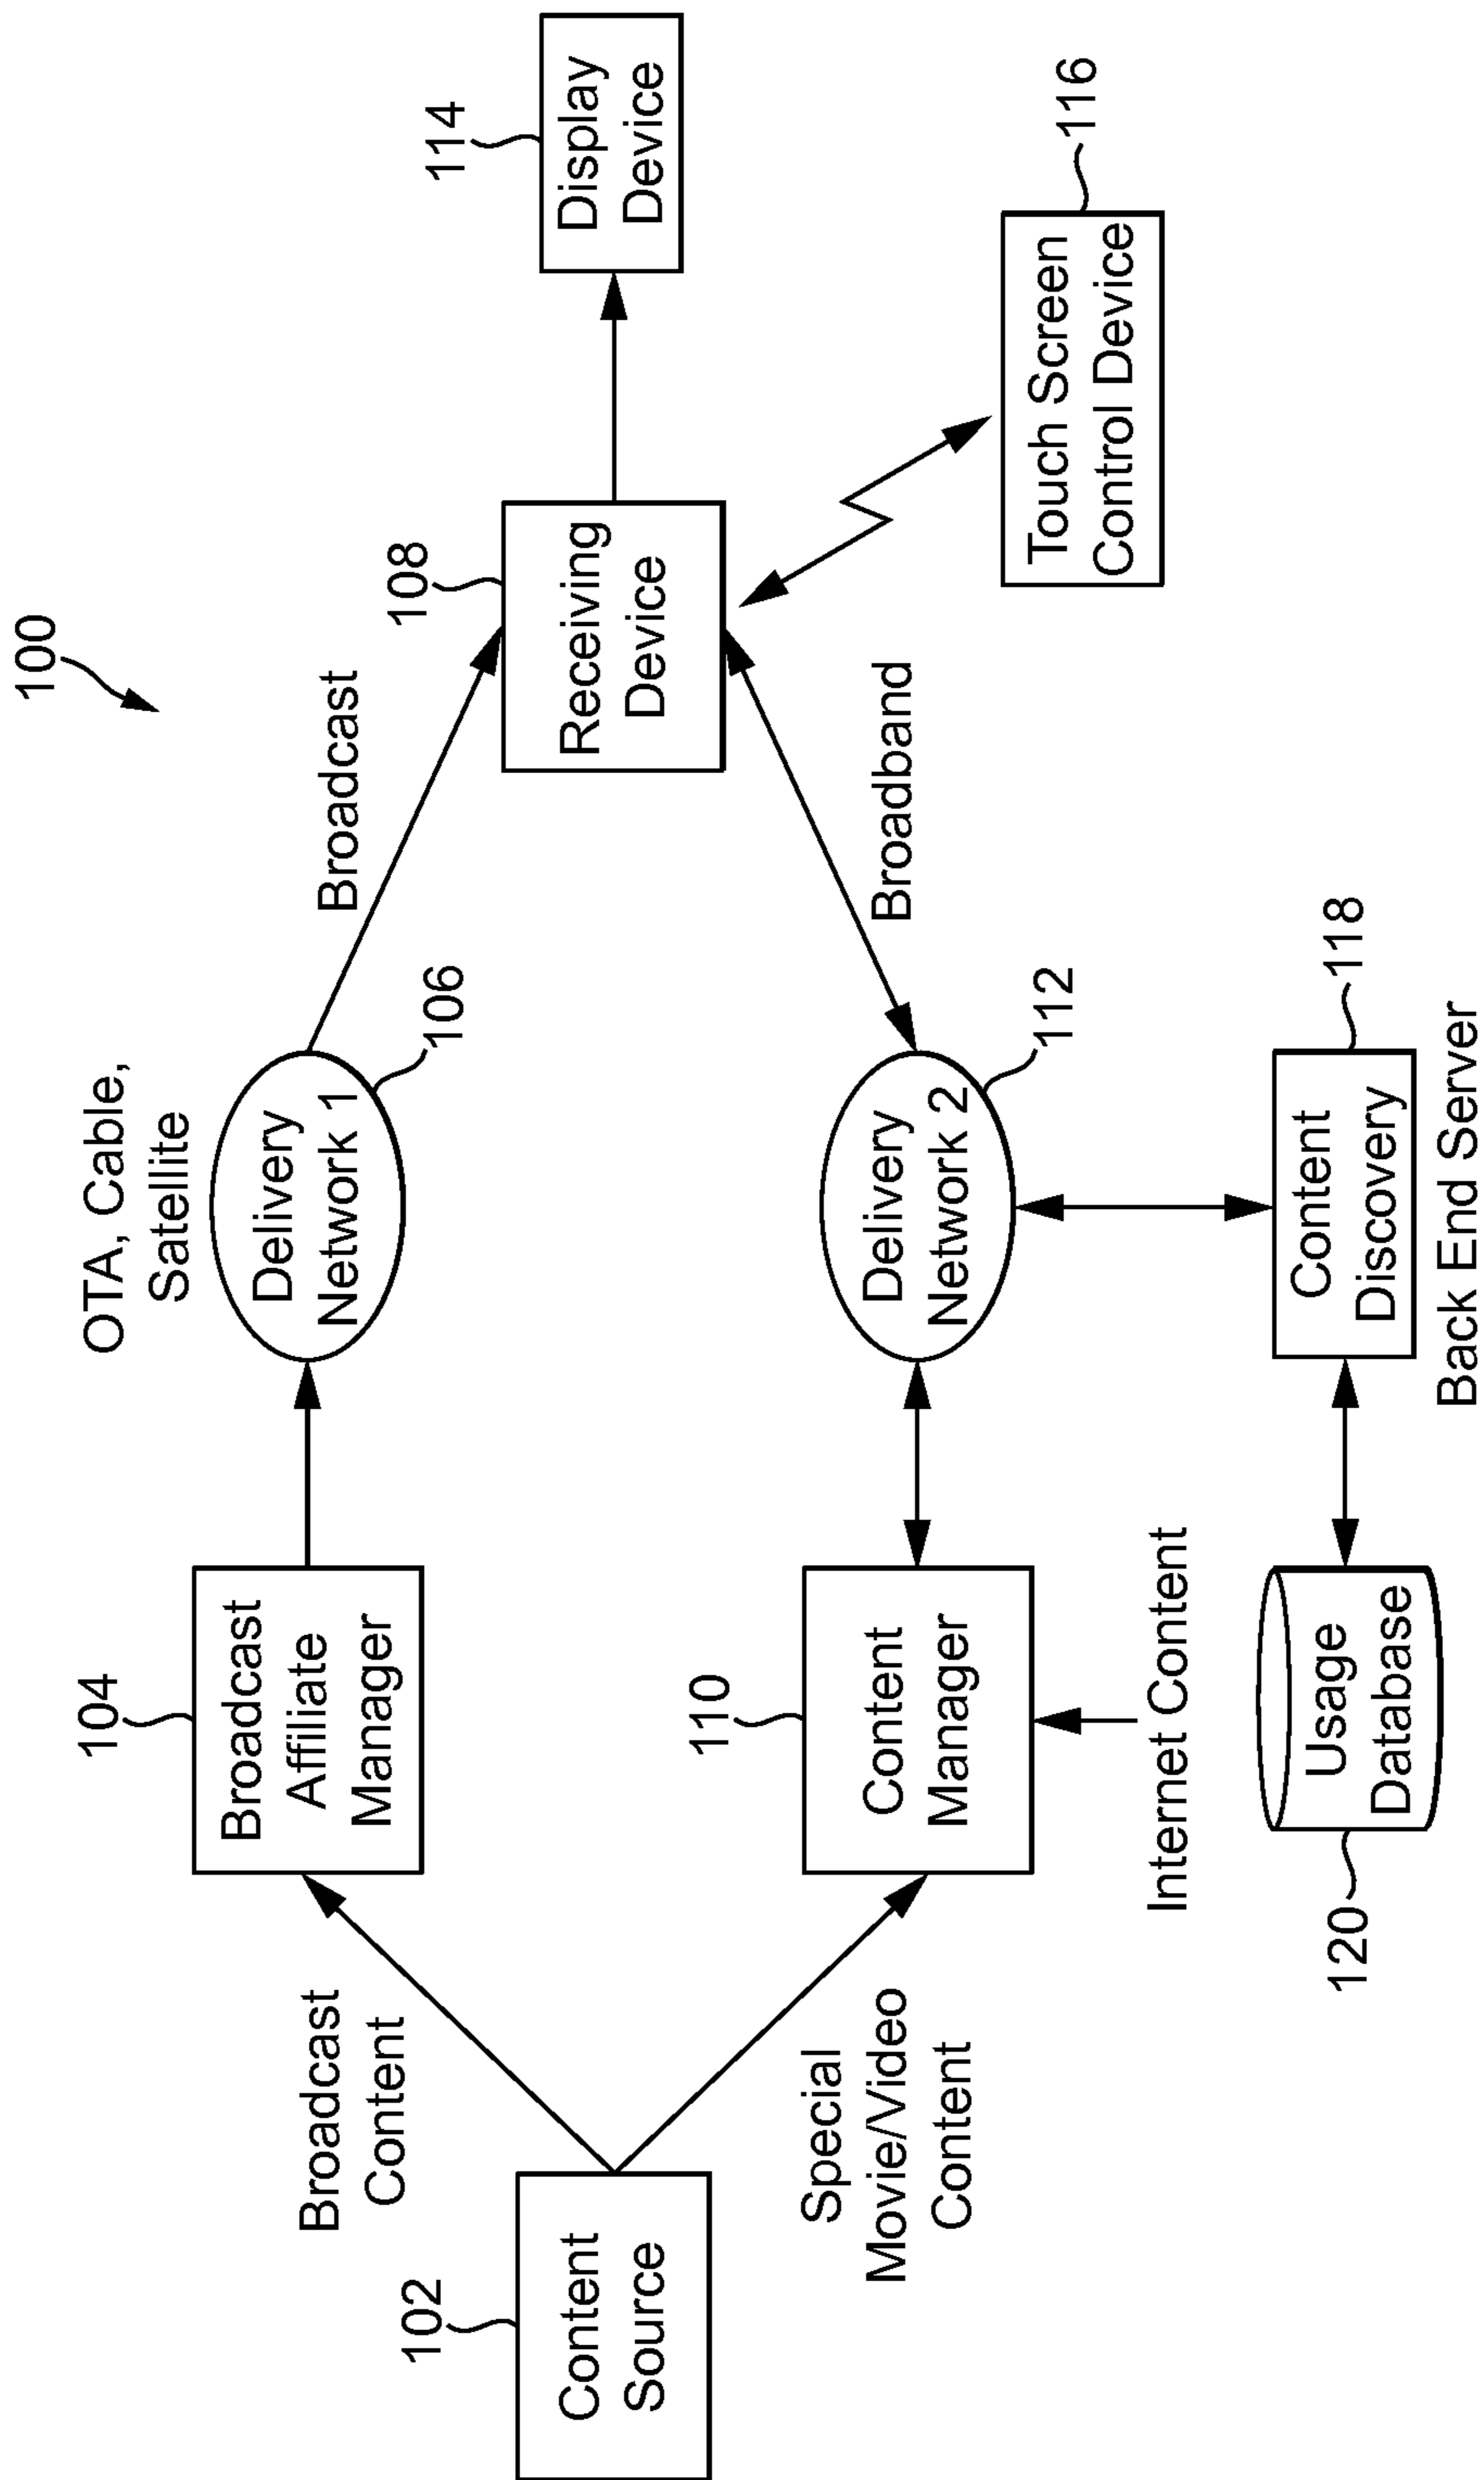 100
OTA, Cable,
Satellite
104
Broadcast
Affiliate
Manager
Delivery
Network 1
106
Broadcast
Broadcast
Content
102
Content
Source
108
Receiving
Device
114
Display
Device
Special
Movie/Video
Content
110
Content
Manager
Delivery
Network 2
112
Broadband
Touch Screen
Control Device
116
Internet Content
Usage
Database
120
Content
Discovery
118
Back End Server